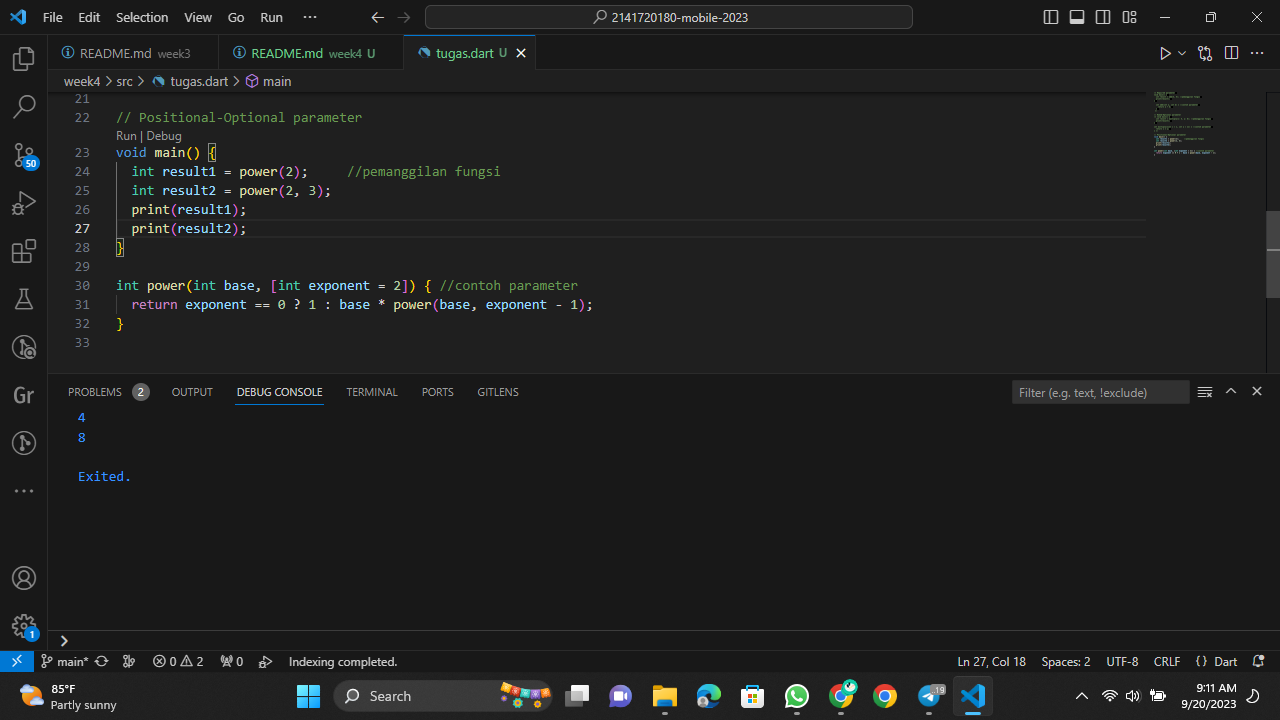 File Edit Selection View Go Run ··· 2141720180-mobile-2023
README.md week3 README.md week4 U tugas.dart U
week4 > src > tugas.dart > main
21
22 // Positional-Optional parameter
Run | Debug
23 void main() {
24 int result1 = power(2); //pemanggilan fungsi
25 int result2 = power(2, 3);
26 print(result1);
27 print(result2);
28 }
29
30 int power(int base, [int exponent = 2]) { //contoh parameter
31 return exponent == 0 ? 1 : base * power(base, exponent - 1);
32 }
33
50
Gr
1
PROBLEMS 2 OUTPUT DEBUG CONSOLE TERMINAL PORTS GITLENS Filter (e.g. text, !exclude)
4
8
Exited.
main* 0 2 0 Indexing completed. Ln 27, Col 18 Spaces: 2 UTF-8 CRLF {} Dart
85°F
Partly sunny
Search
19
9:11 AM
9/20/2023